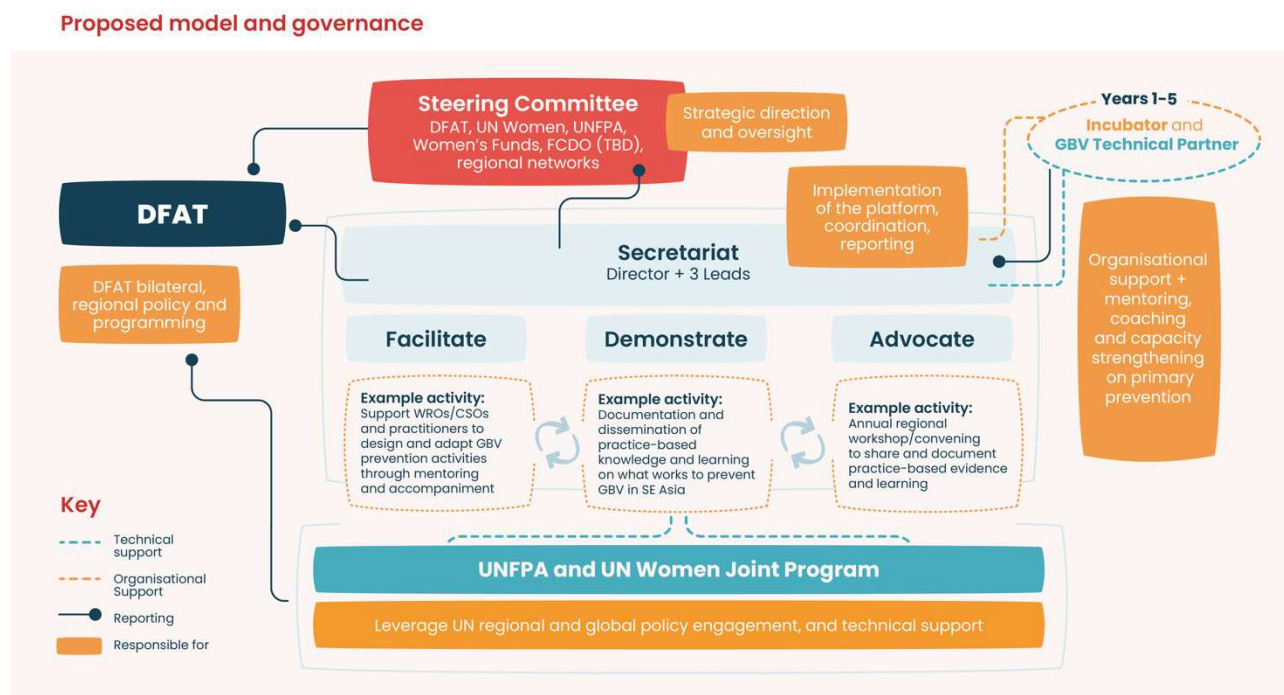 Proposed model and governance
Steering Committee
DFAT, UN Women, UNFPA,
Women's Funds, FCDO (TBD),
regional networks
Strategic direction
and oversight
Years 1-5
Incubator and
GBV Technical Partner
DFAT
DFAT bilateral,
regional policy and
programming
Implementation
of the platform,
coordination,
reporting
Secretariat
Director + 3 Leads
Organisational
support +
mentoring,
coaching
and capacity
strengthening
on primary
prevention
Facilitate
Demonstrate
Advocate
Example activity:
Support WROs/CSOs
and practitioners to
design and adapt GBV
prevention activities
through mentoring
and accompaniment
Example activity:
Documentation and
dissemination of
practice-based
knowledge and learning
on what works to prevent
GBV in SE Asia
Example activity:
Annual regional
workshop/convening
to share and document
practice-based evidence
and learning
Key
Technical
support
Organisational
Support
Reporting
Responsible for
UNFPA and UN Women Joint Program
Leverage UN regional and global policy engagement, and technical support